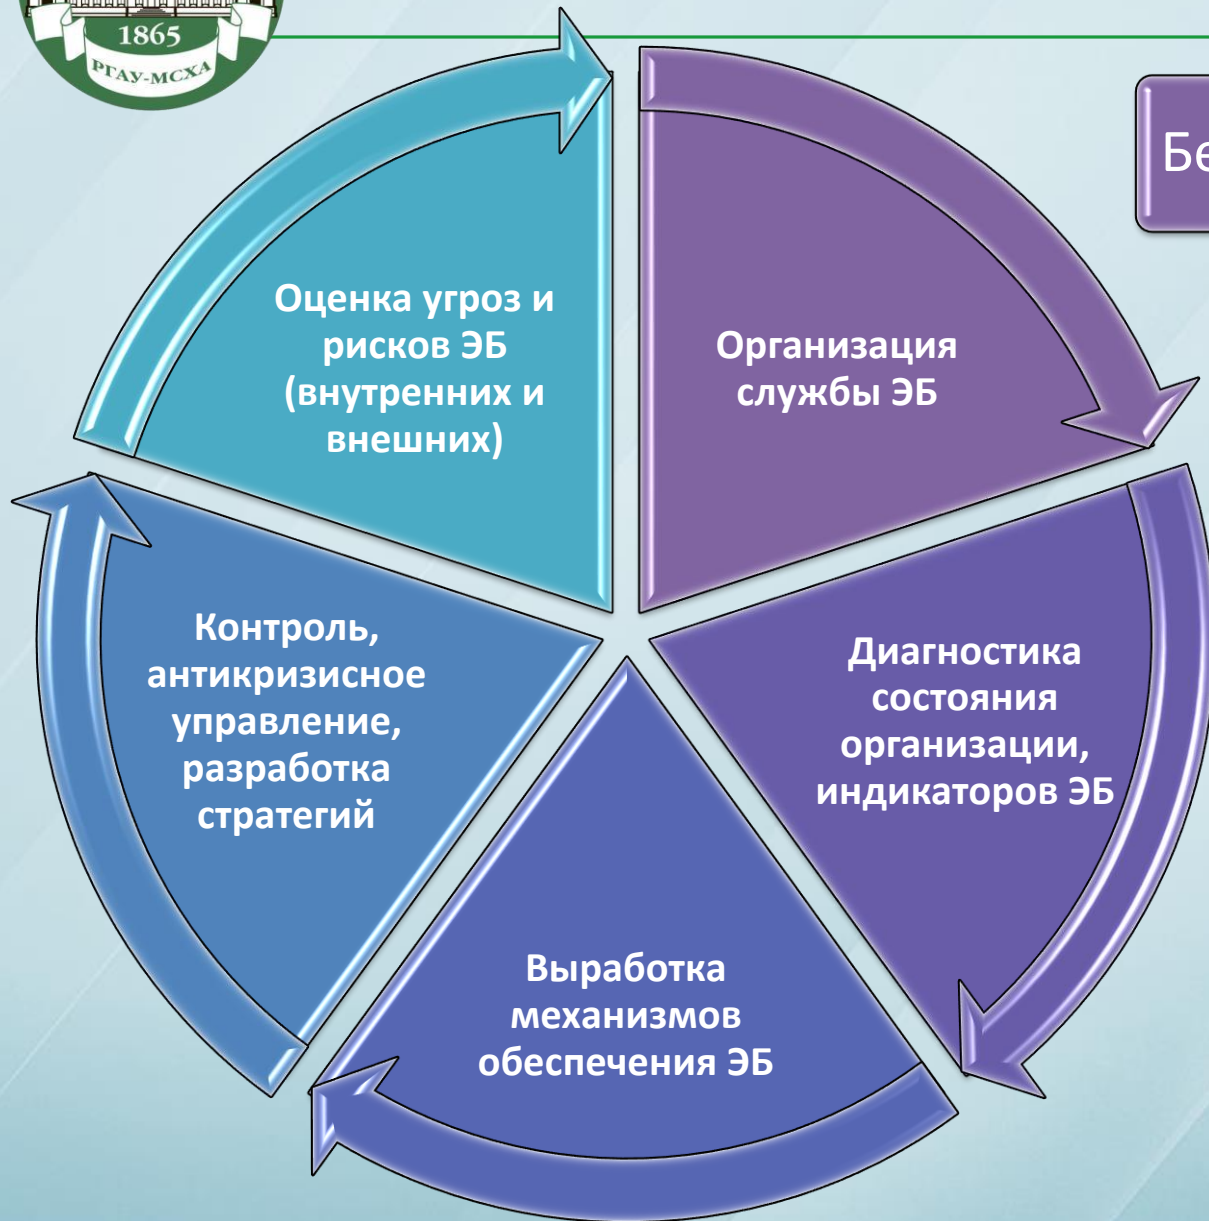 1865
РГАУ-МСХА
Бе
Оценка угроз и
рисков ЭБ
(внутренних и
внешних)
Организация
службы ЭБ
Контроль,
антикризисное
управление,
разработка
стратегий
Диагностика
состояния
организации,
индикаторов ЭБ
Выработка
механизмов
обеспечения ЭБ